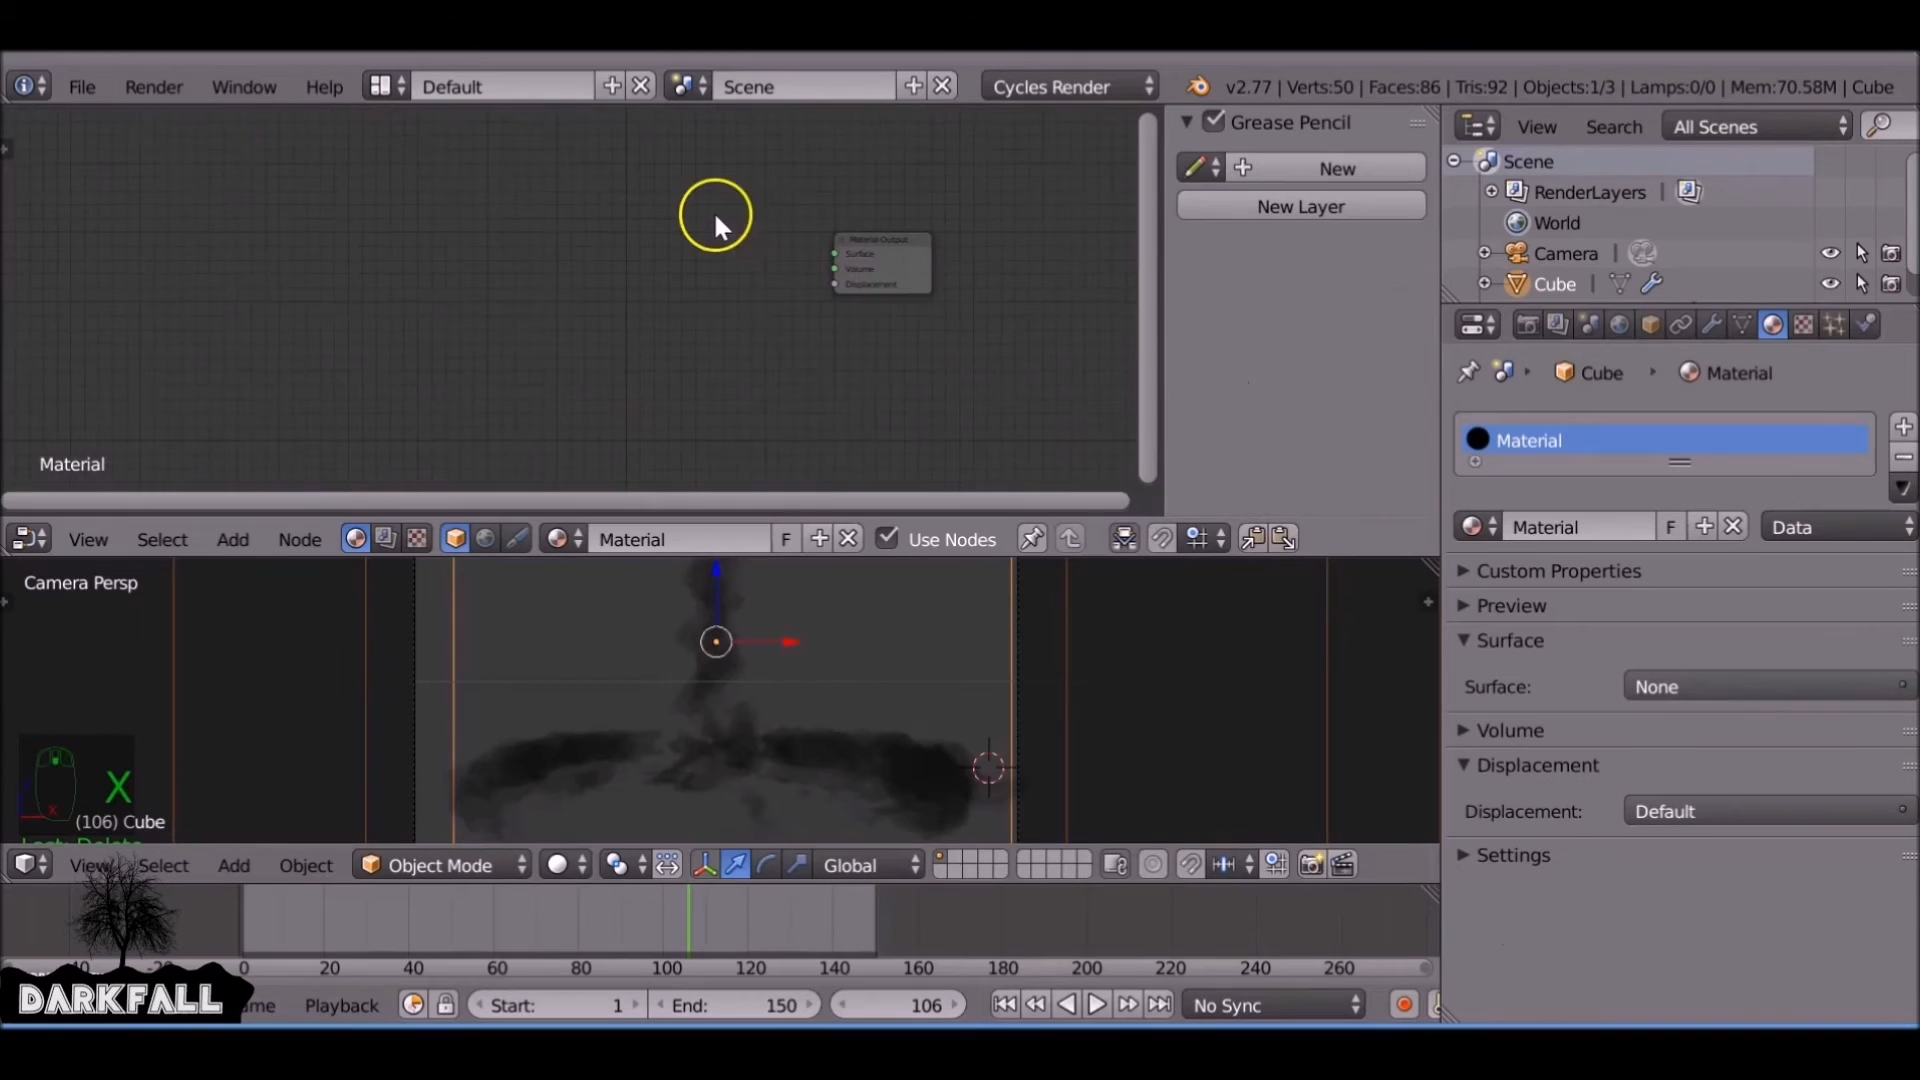 File Render Window Help Default Scene Cycles Render v2.77 | Verts:50 | Faces:86 | Tris:92 | Objects:1/3 | Lamps:0/0 | Mem:70.58M | Cube
Grease Pencil
New
New Layer
View Search All Scenes
Scene
RenderLayers
World
Camera
Cube
Material Output
Surface
Volume
Displacement
Cube Material
Material
Material
Material F Data
View Select Add Node Material F Use Nodes
Custom Properties
Preview
Surface
Surface: None
Volume
Displacement
Displacement: Default
Settings
Camera Persp
X
(106) Cube
View Select Add Object Object Mode Global
0 20 40 60 80 100 120 140 160 180 200 220 240 260
DARKFALL
Playback Start: 1 End: 150 106 No Sync